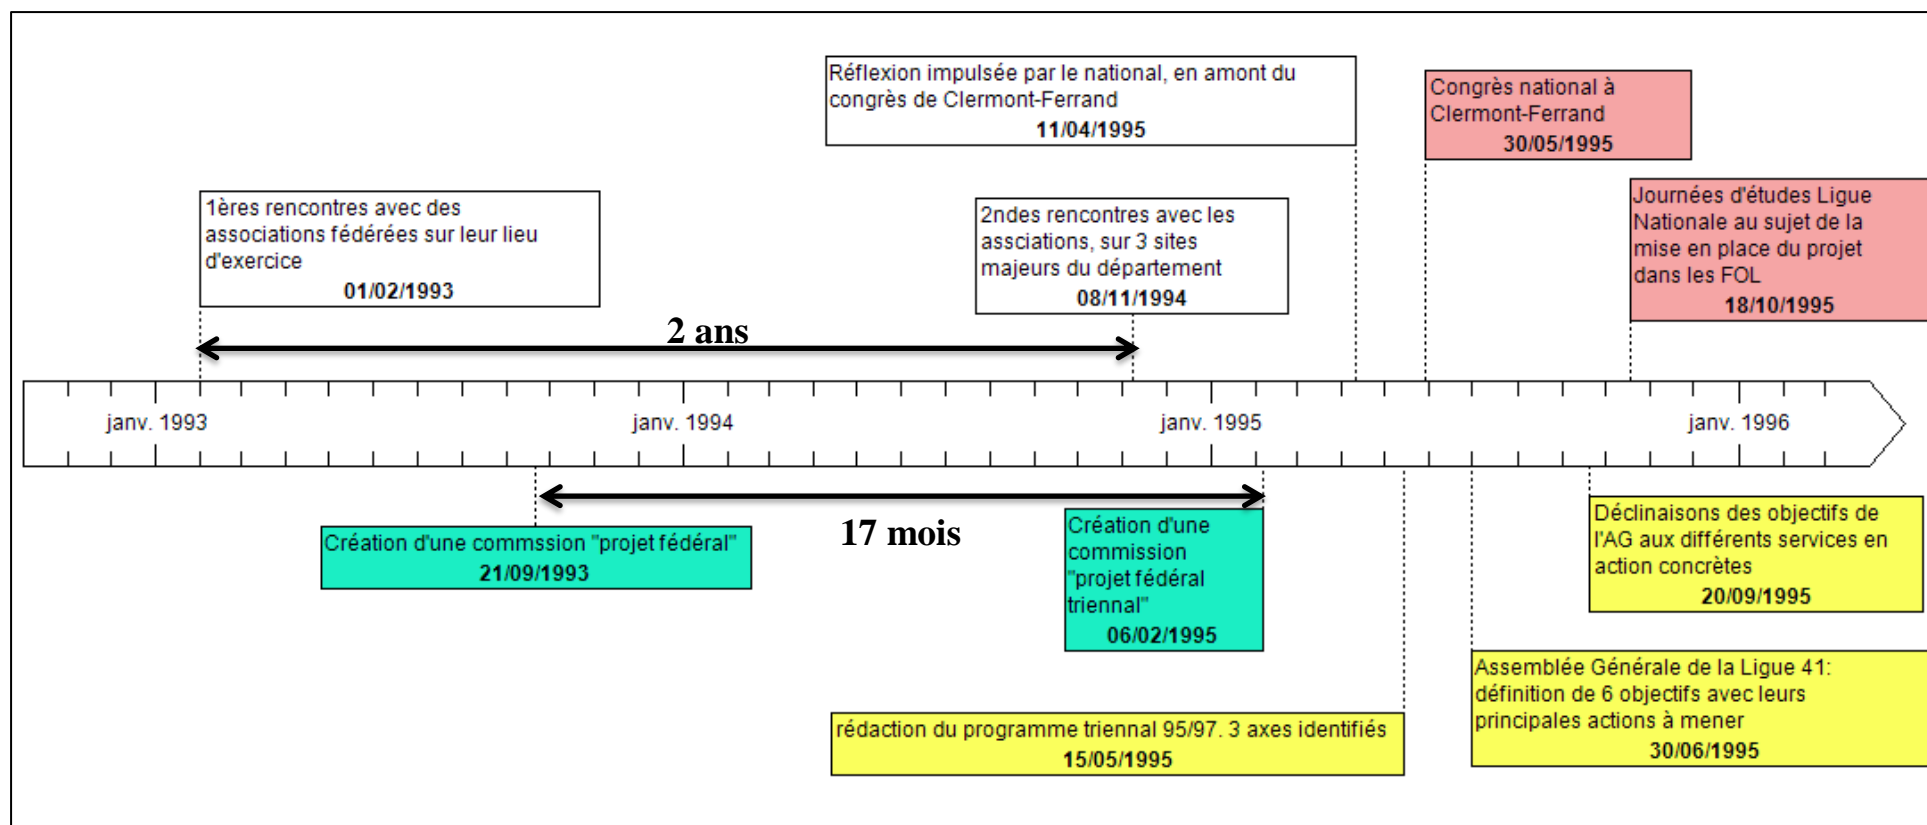 Réflexion impulsée par le national, en amont du
congrès de Clermont-Ferrand
11/04/1995
Congrès national à
Clermont-Ferrand
30/05/1995
1ères rencontres avec des
associations fédérées sur leur lieu
d'exercice
01/02/1993
2ndes rencontres avec les
assciations, sur 3 sites
majeurs du département
08/11/1994
Journées d'études Ligue
Nationale au sujet de la
mise en place du projet
dans les FOL
18/10/1995
2 ans
janv. 1993
janv. 1994
janv. 1995
janv. 1996
17 mois
Création d'une commssion "projet fédéral"
21/09/1993
Création d'une
commission
"projet fédéral
triennal"
06/02/1995
Déclinaisons des objectifs de
l'AG aux différents services en
action concrètes
20/09/1995
rédaction du programme triennal 95/97. 3 axes identifiés
15/05/1995
Assemblée Générale de la Ligue 41:
définition de 6 objectifs avec leurs
principales actions à mener
30/06/1995